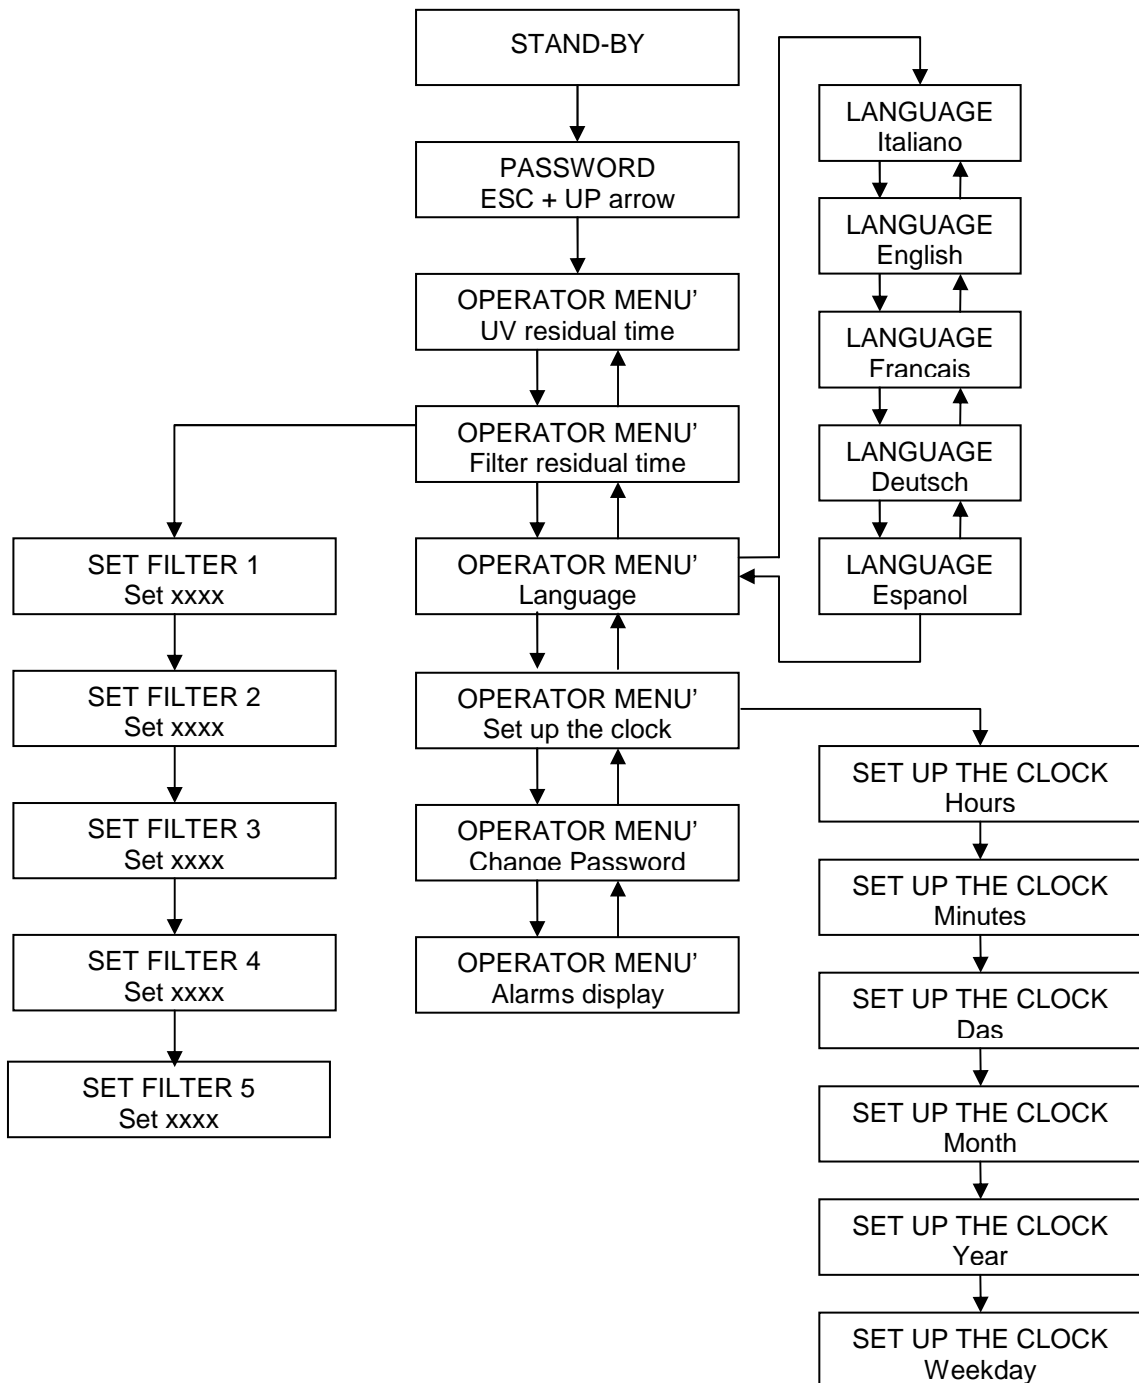 STAND-BY
PASSWORD
ESC + UP arrow
OPERATOR MENU’
UV residual time
OPERATOR MENU’
Filter residual time
OPERATOR MENU’
Language
OPERATOR MENU’
Set up the clock
OPERATOR MENU’
Change Password
OPERATOR MENU’
Alarms display
SET FILTER 1
Set xxxx
SET FILTER 2
Set xxxx
SET FILTER 3
Set xxxx
SET FILTER 4
Set xxxx
SET FILTER 5
Set xxxx
LANGUAGE
Italiano
LANGUAGE
English
LANGUAGE
Francais
LANGUAGE
Deutsch
LANGUAGE
Espanol
SET UP THE CLOCK
Hours
SET UP THE CLOCK
Minutes
SET UP THE CLOCK
Das
SET UP THE CLOCK
Month
SET UP THE CLOCK
Year
SET UP THE CLOCK
Weekday